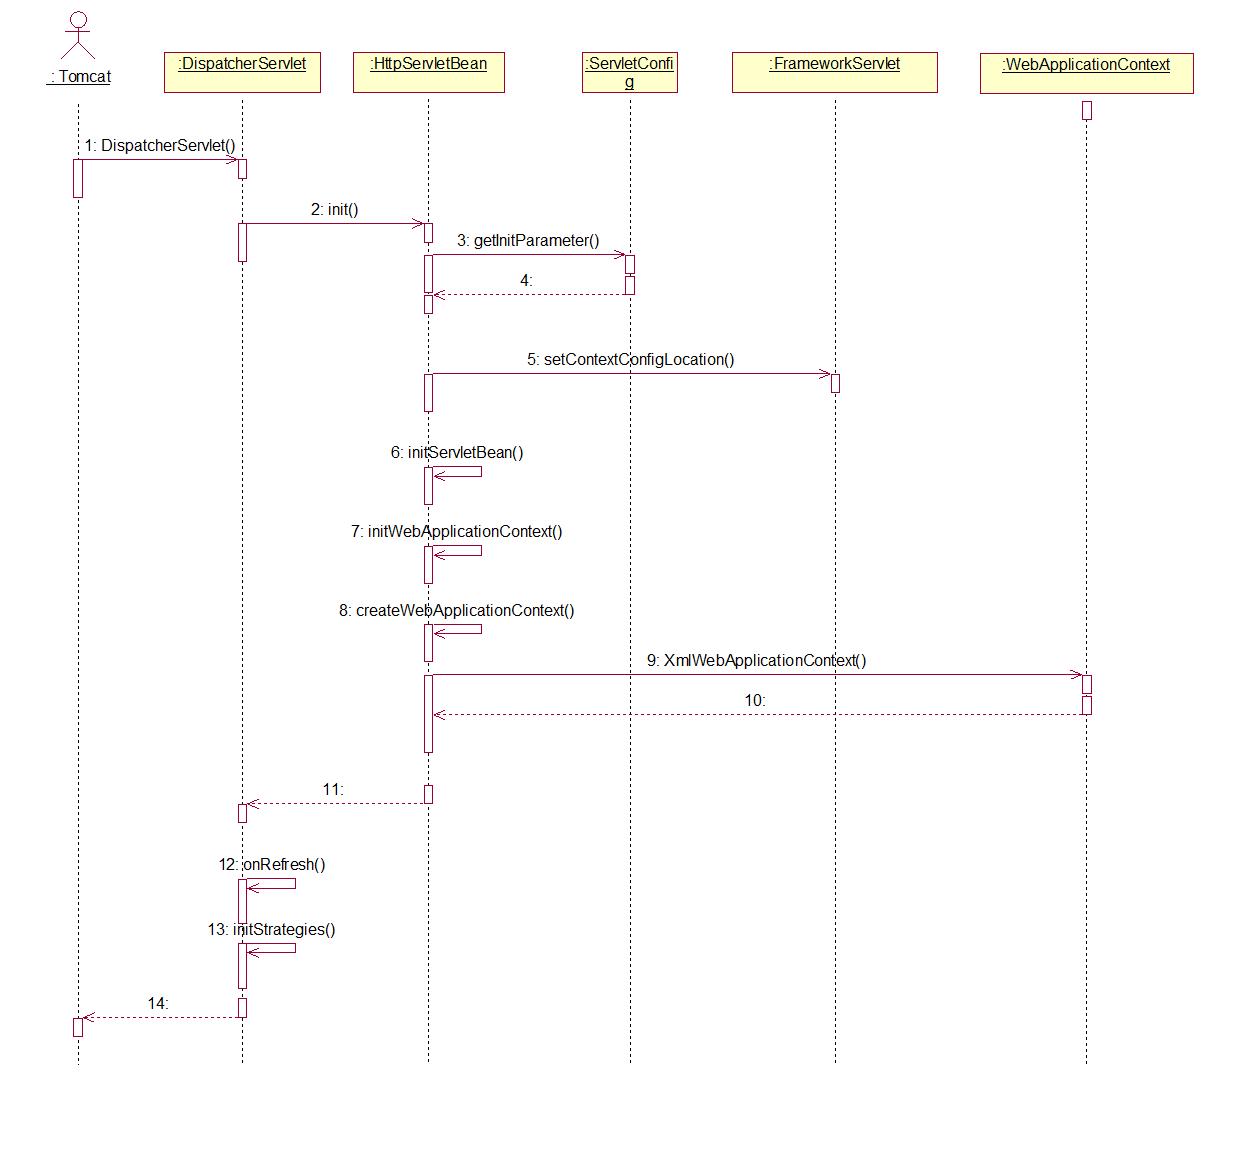 : Tomcat
:DispatcherServlet
:HttpServletBean
:ServletConfi
g
:FrameworkServlet
:WebApplicationContext
1: DispatcherServlet()
2: init()
3: getInitParameter()
4:
5: setContextConfigLocation()
6: initServletBean()
7: initWebApplicationContext()
8: createWebApplicationContext()
9: XmlWebApplicationContext()
10:
11:
12: onRefresh()
13: initStrategies()
14: